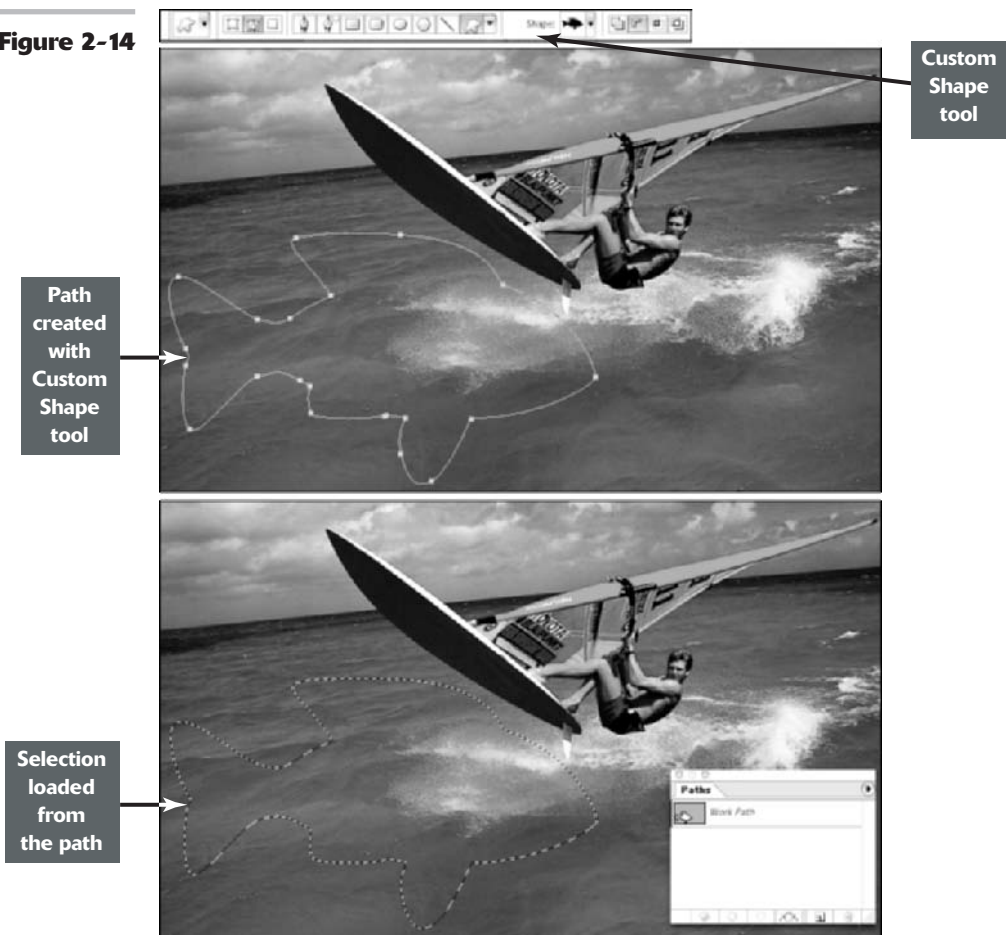 Figure 2-14
Shape:
Custom
Shape
tool
Path
created
with
Custom
Shape
tool
Selection
loaded
from
the path
Paths
Work Path